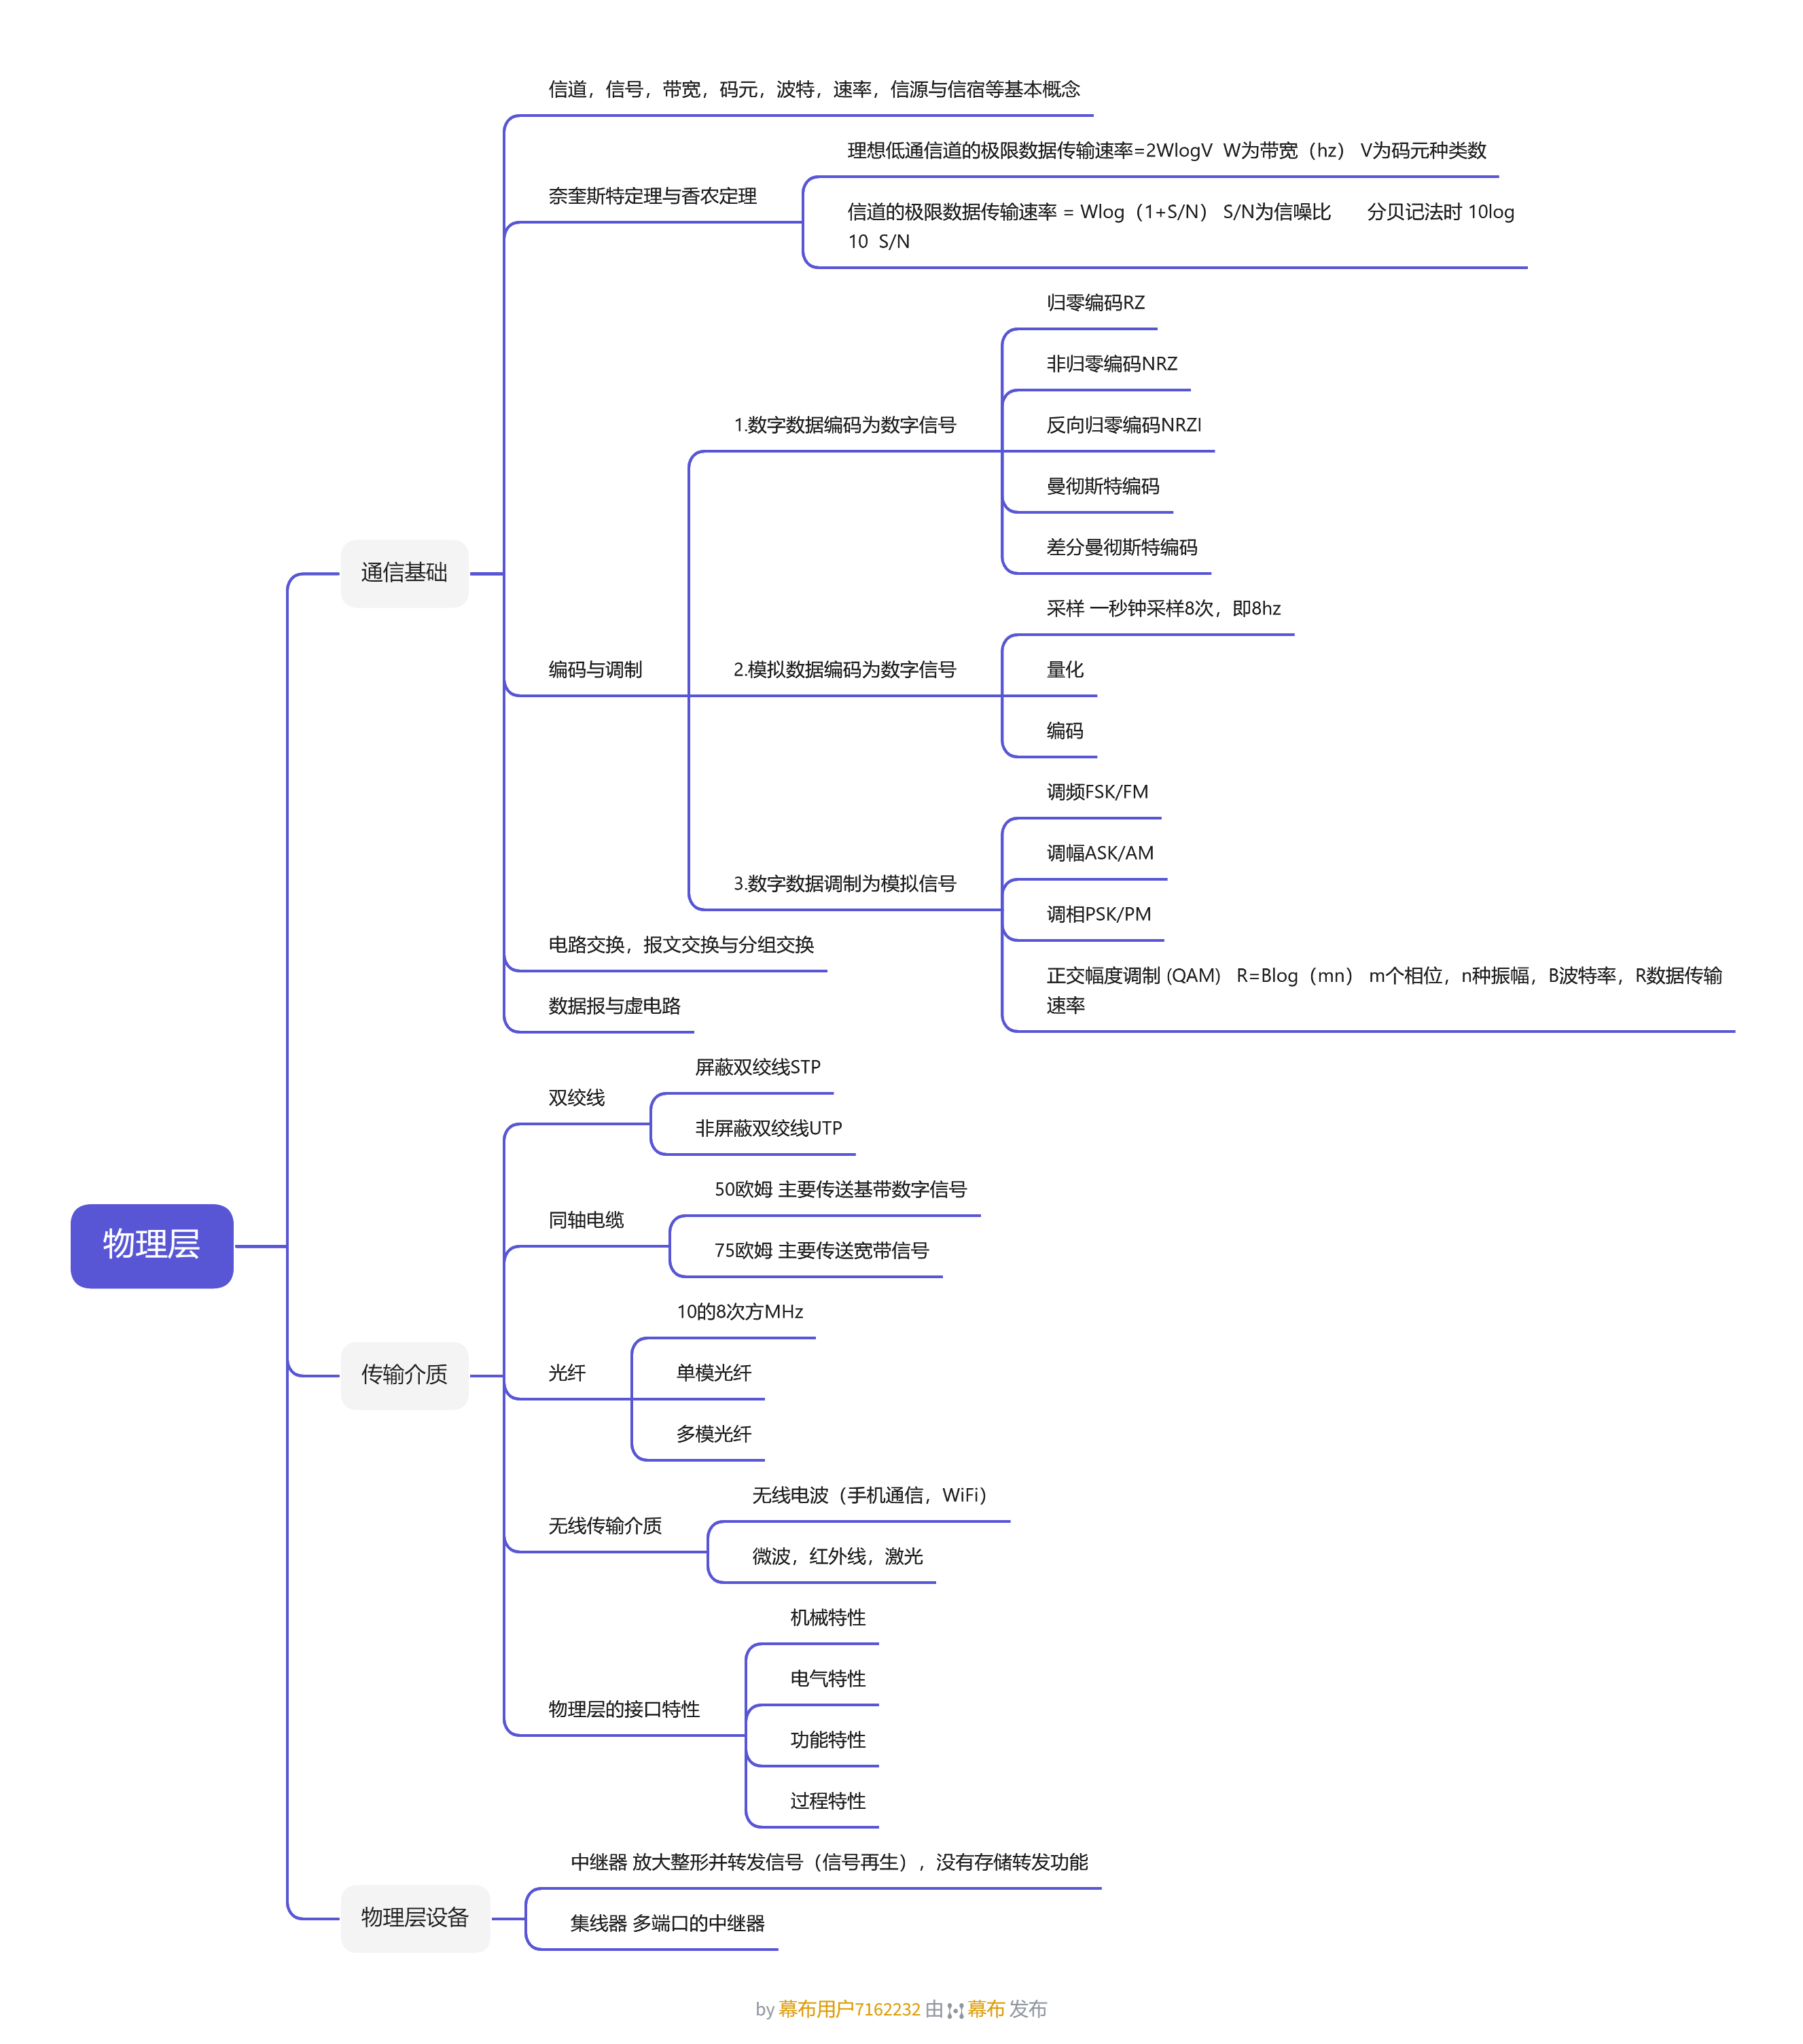 物理层
通信基础
信道，信号，带宽，码元，波特，速率，信源与信宿等基本概念
奈奎斯特定理与香农定理
理想低通信道的极限数据传输速率=2WlogV  W为带宽（hz） V为码元种类数
信道的极限数据传输速率 = Wlog（1+S/N） S/N为信噪比       分贝记法时 10log
10  S/N
编码与调制
1.数字数据编码为数字信号
归零编码RZ
非归零编码NRZ
反向归零编码NRZI
曼彻斯特编码
差分曼彻斯特编码
2.模拟数据编码为数字信号
采样 一秒钟采样8次，即8hz
量化
编码
3.数字数据调制为模拟信号
调频FSK/FM
调幅ASK/AM
调相PSK/PM
正交幅度调制 (QAM)   R=Blog（mn） m个相位，n种振幅，B波特率，R数据传输
速率
电路交换，报文交换与分组交换
数据报与虚电路
传输介质
双绞线
屏蔽双绞线STP
非屏蔽双绞线UTP
同轴电缆
50欧姆 主要传送基带数字信号
75欧姆 主要传送宽带信号
光纤
10的8次方MHz
单模光纤
多模光纤
无线传输介质
无线电波（手机通信，WiFi）
微波，红外线，激光
物理层的接口特性
机械特性
电气特性
功能特性
过程特性
物理层设备
中继器 放大整形并转发信号（信号再生），没有存储转发功能
集线器 多端口的中继器
by 幕布用户7162232 由 幕布 发布